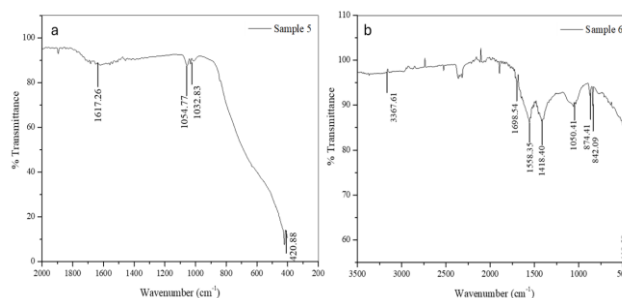 a
Sample 5
100
80
60
40
20
0
% Transmittance
1617.26
1054.77
1032.83
420.88
2000 1800 1600 1400 1200 1000 800 600 400 200
Wavenumber (cm-1)
b
Sample 6
110
100
90
80
70
60
% Transmittance
3367.61
1698.54
1558.35
1418.40
1050.41
874.41
842.09
3500 3000 2500 2000 1500 1000 500
Wavenumber (cm-1)